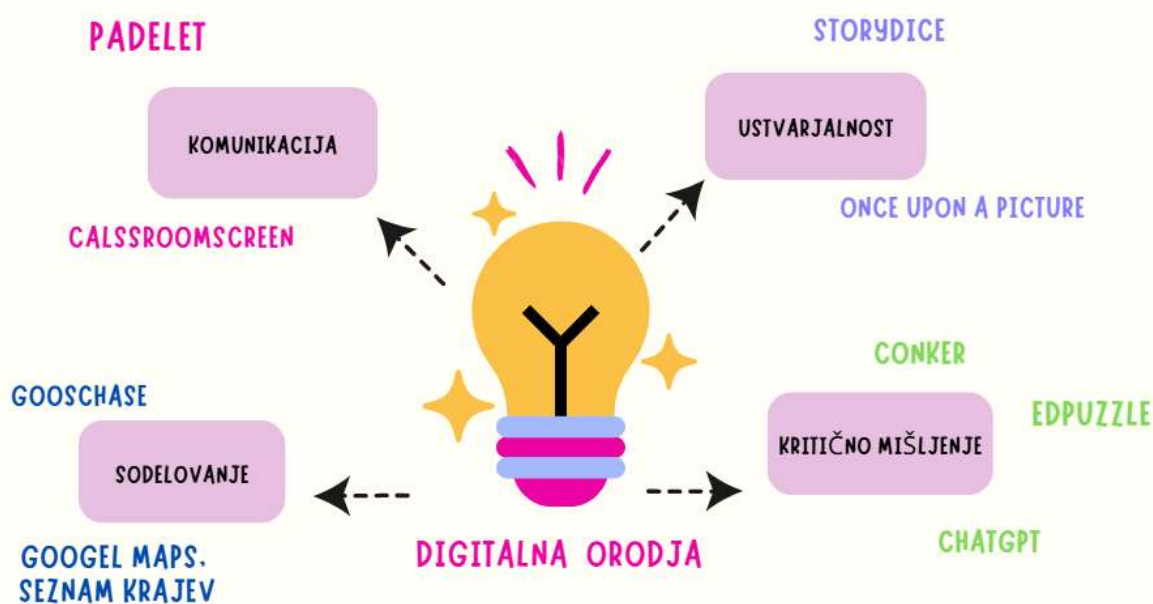 PADELET
KOMUNIKACIJA
CALSSROOMSCREEN
STORYDICE
USTVARJALNOST
ONCE UPON A PICTURE
GOOSCHASE
SODELOVANJE
GOOGEL MAPS,
SEZNAM KRAJEV
CONKER
EDPUZZLE
KRITIČNO MIŠLJENJE
CHATGPT
DIGITALNA ORODJA